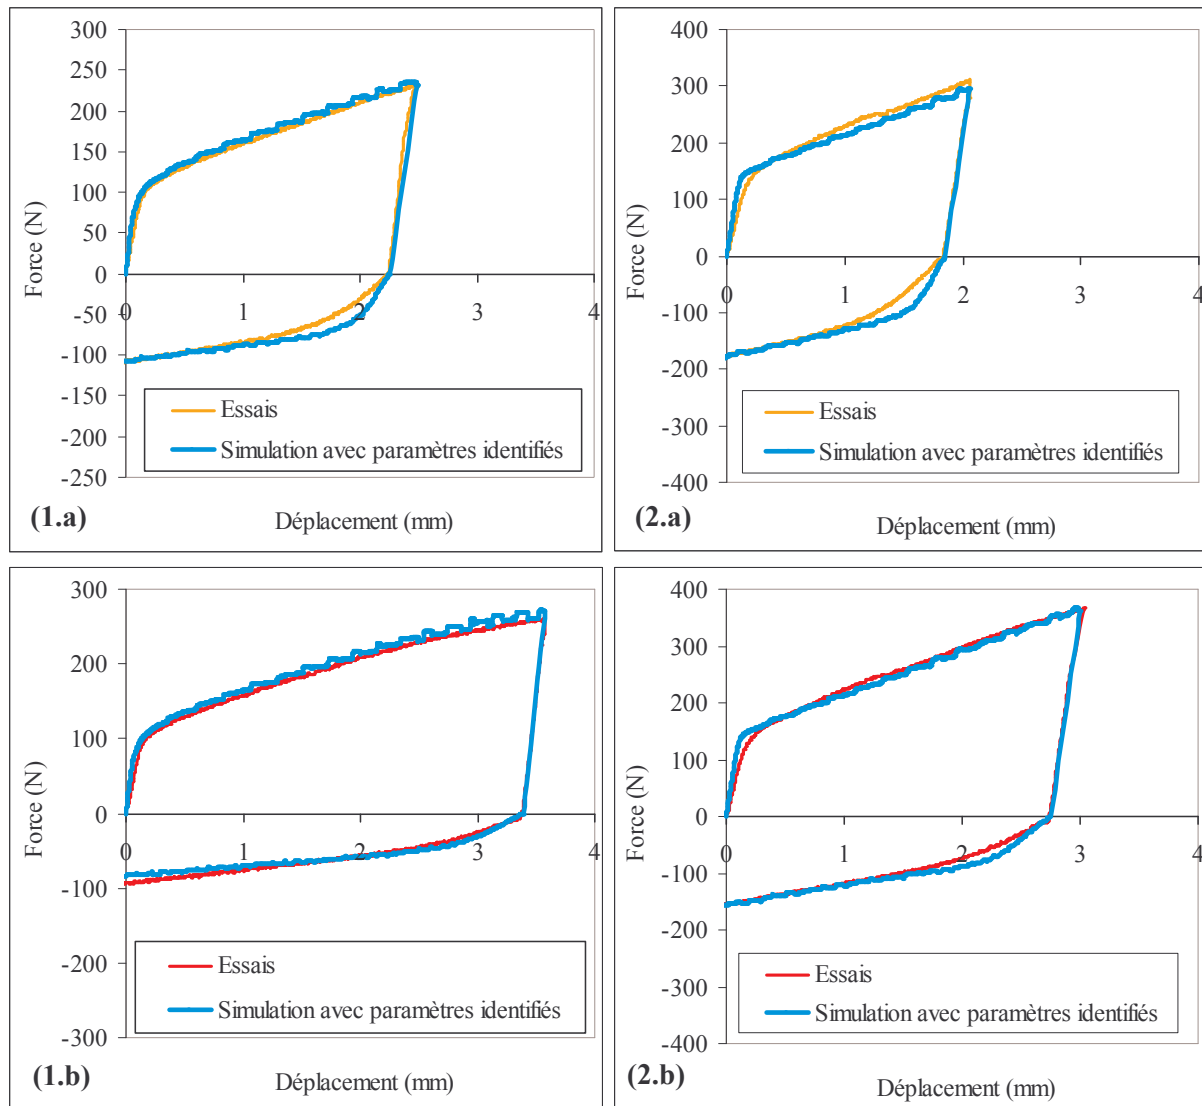 300
250
200
150
100
50
0
-50
-100
-150
-200
-250
0 1 2 3 4
Force (N)
Essais
Simulation avec paramètres identifiés
(1.a)
Déplacement (mm)
400
300
200
100
0
-100
-200
-300
-400
0 1 2 3 4
Force (N)
Essais
Simulation avec paramètres identifiés
(2.a)
Déplacement (mm)
300
200
100
0
-100
-200
-300
0 1 2 3 4
Force (N)
Essais
Simulation avec paramètres identifiés
(1.b)
Déplacement (mm)
400
300
200
100
0
-100
-200
-300
-400
0 1 2 3 4
Force (N)
Essais
Simulation avec paramètres identifiés
(2.b)
Déplacement (mm)